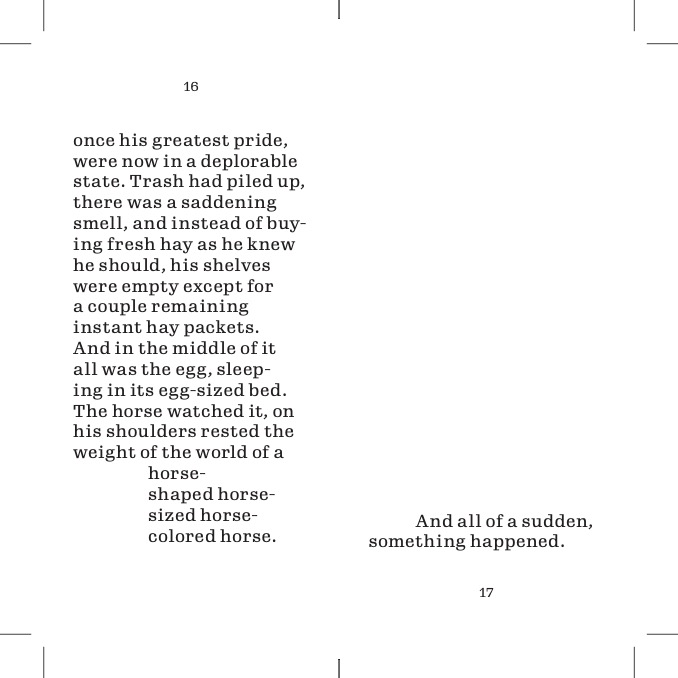 16
once his greatest pride,
were now in a deplorable
state. Trash had piled up,
there was a saddening
smell, and instead of buy-
ing fresh hay as he knew
he should, his shelves
were empty except for
a couple remaining
instant hay packets.
And in the middle of it
all was the egg, sleep-
ing in its egg-sized bed.
The horse watched it, on
his shoulders rested the
weight of the world of a
horse-
shaped horse-
sized horse-
colored horse.
And all of a sudden,
something happened.
17